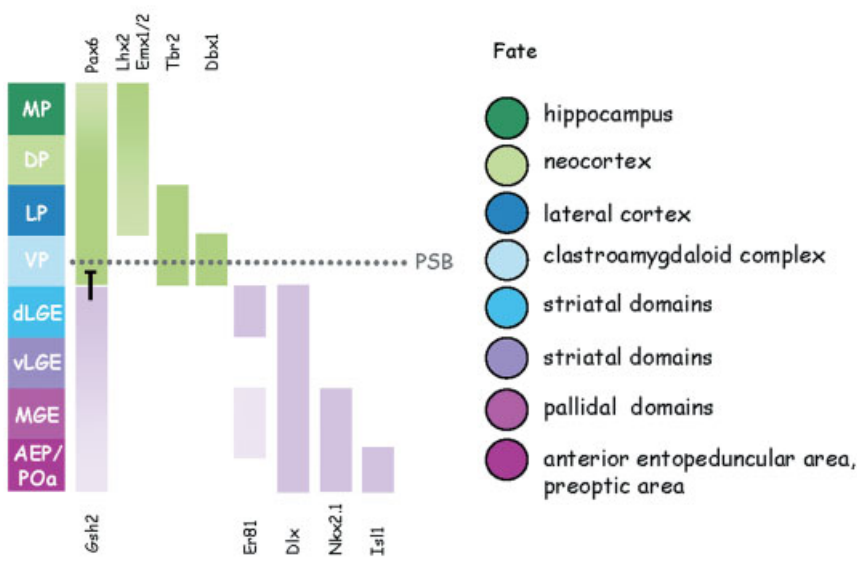 Pax6
Lhx2
Emx1/2
Tbr2
Dbx1
MP
DP
LP
VP
dLGE
vLGE
MGE
AEP/
POa
PSB
Gsh2
Er81
Dlx
Nkx2.1
Isl1
Fate
hippocampus
neocortex
lateral cortex
clastroamygdaloid complex
striatal domains
striatal domains
pallidal domains
anterior entopeduncular area,
preoptic area